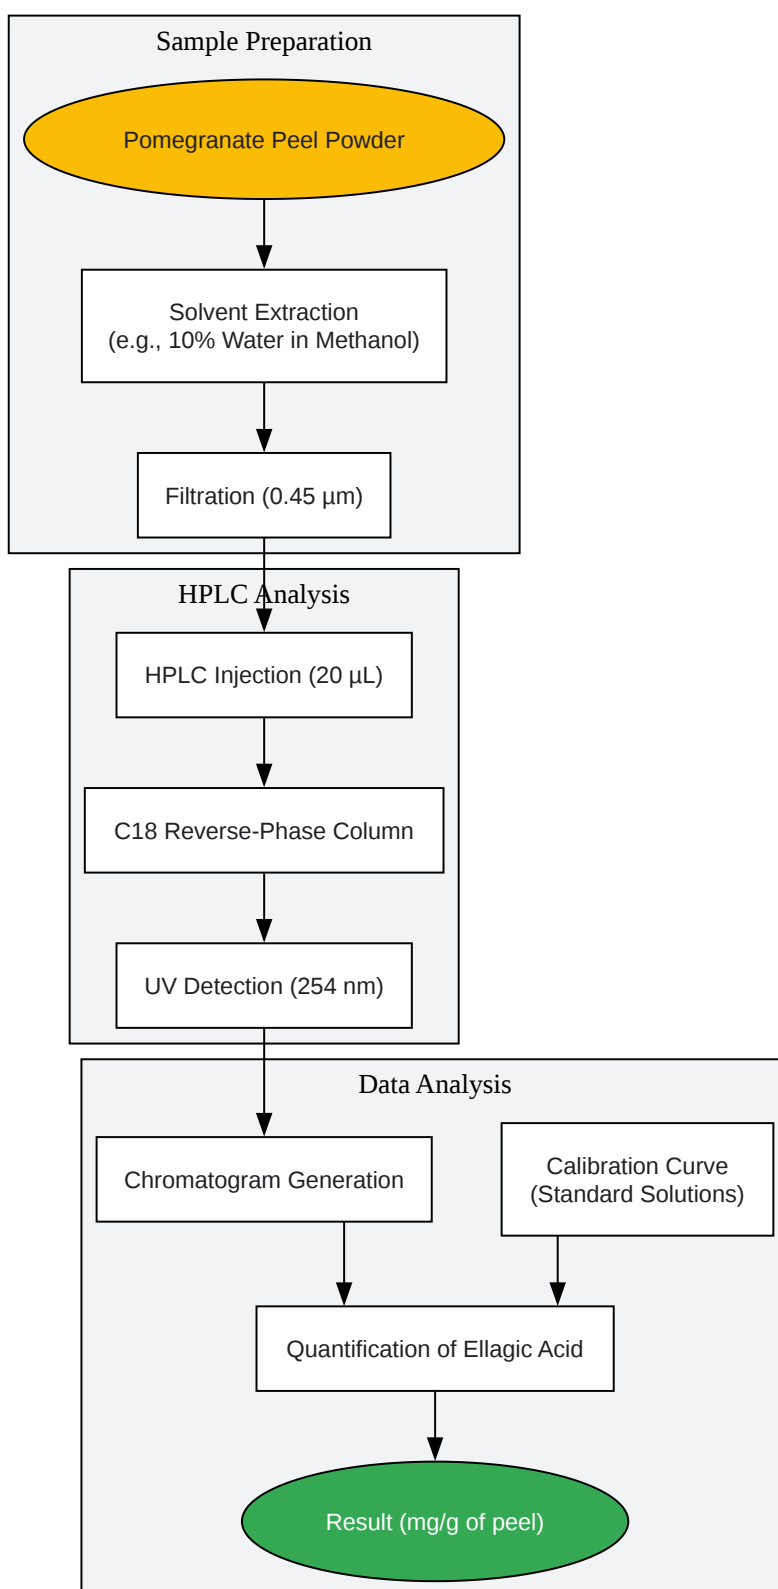 Sample Preparation
Pomegranate Peel Powder
Solvent Extraction
(e.g., 10% Water in Methanol)
Filtration (0.45 µm)
HPLC Analysis
HPLC Injection (20 µL)
C18 Reverse-Phase Column
UV Detection (254 nm)
Data Analysis
Chromatogram Generation
Calibration Curve
(Standard Solutions)
Quantification of Ellagic Acid
Result (mg/g of peel)